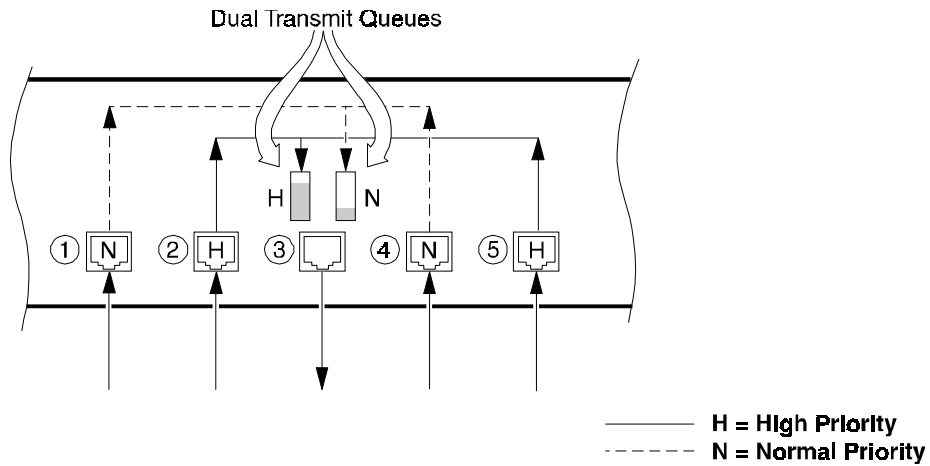 Dual Transmit Queues
H
N
1 N
2 H
3
4 N
5 H
H = High Priority
N = Normal Priority